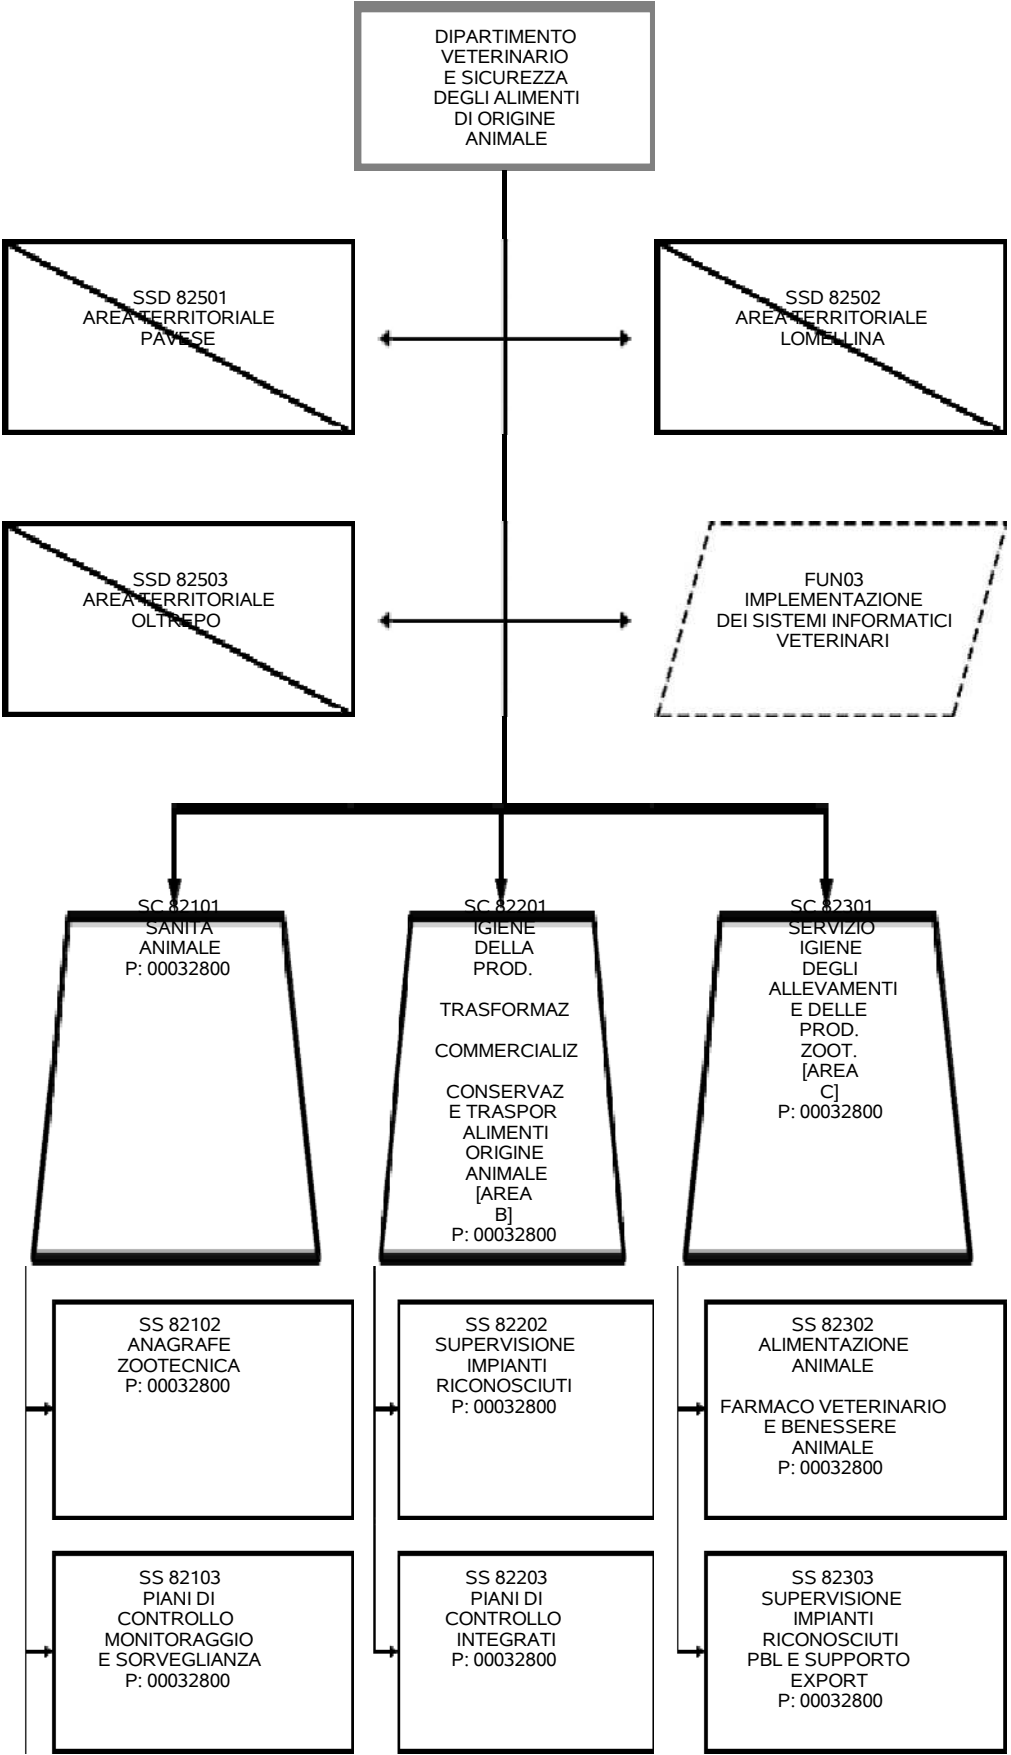 DIPARTIMENTO
VETERINARIO
E SICUREZZA
DEGLI ALIMENTI
DI ORIGINE
ANIMALE
SSD 82501
AREA TERRITORIALE
PAVESE
SSD 82502
AREA TERRITORIALE
LOMELLINA
SSD 82503
AREA TERRITORIALE
OLTREPO
FUN03
IMPLEMENTAZIONE
DEI SISTEMI INFORMATICI
VETERINARI
SC 82101
SANITA
ANIMALE
P: 00032800
SC 82201
IGIENE
DELLA
PROD.
TRASFORMAZ
COMMERCIALIZ
CONSERVAZ
E TRASPOR
ALIMENTI
ORIGINE
ANIMALE
[AREA
B]
P: 00032800
SC 82301
SERVIZIO
IGIENE
DEGLI
ALLEVAMENTI
E DELLE
PROD.
ZOOT.
[AREA
C]
P: 00032800
SS 82102
ANAGRAFE
ZOOTECNICA
P: 00032800
SS 82202
SUPERVISIONE
IMPIANTI
RICONOSCIUTI
P: 00032800
SS 82302
ALIMENTAZIONE
ANIMALE
FARMACO VETERINARIO
E BENESSERE
ANIMALE
P: 00032800
SS 82103
PIANI DI
CONTROLLO
MONITORAGGIO
E SORVEGLIANZA
P: 00032800
SS 82203
PIANI DI
CONTROLLO
INTEGRATI
P: 00032800
SS 82303
SUPERVISIONE
IMPIANTI
RICONOSCIUTI
PBL E SUPPORTO
EXPORT
P: 00032800